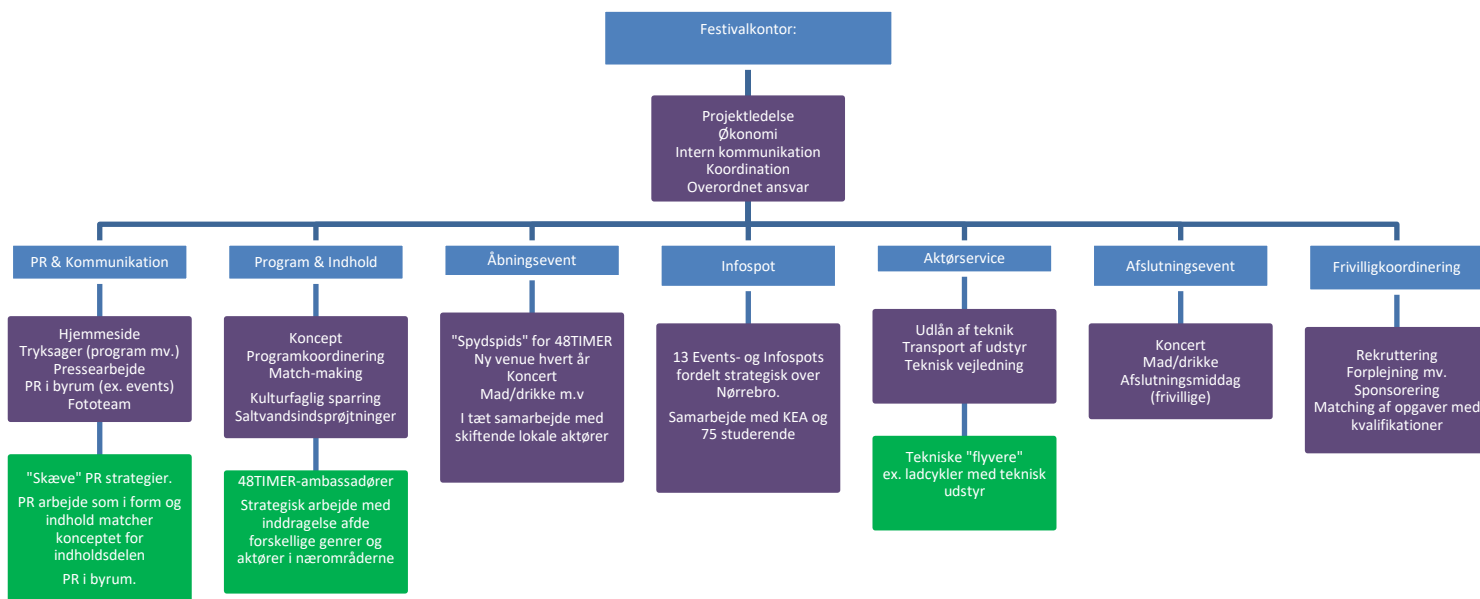 Festivalkontor:
Projektledelse
Økonomi
Intern kommunikation
Koordination
Overordnet ansvar
PR & Kommunikation
Hjemmeside
Tryksager (program mv.)
Pressearbejde
PR i byrum (ex. events)
Fototeam
"Skæve" PR strategier.
PR arbejde som i form og
indhold matcher
konceptet for
indholdsdelen
PR i byrum.
Program & Indhold
Koncept
Programkoordinering
Match-making
Kulturfaglig sparring
Saltvandsindsprøjtninger
48TIMER-ambassadører
Strategisk arbejde med
inddragelse afde
forskellige genrer og
aktører i nærområderne
Åbningsevent
"Spydspids" for 48TIMER
Ny venue hvert år
Koncert
Mad/drikke m.v
I tæt samarbejde med
skiftende lokale aktører
Infospot
13 Events- og Infospots
fordelt strategisk over
Nørrebro.
Samarbejde med KEA og
75 studerende
Aktørservice
Udlån af teknik
Transport af udstyr
Teknisk vejledning
Tekniske "flyvere"
ex. ladcykler med teknisk
udstyr
Afslutningsevent
Koncert
Mad/drikke
Afslutningsmiddag
(frivillige)
Frivilligkoordinering
Rekruttering
Forplejning mv.
Sponsorering
Matching af opgaver med
kvalifikationer